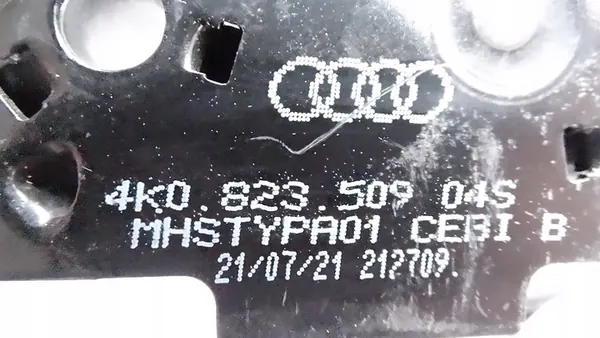 4K0.823.509 04S
MHSTYPA01 CEBI B
21/07/21 212709.